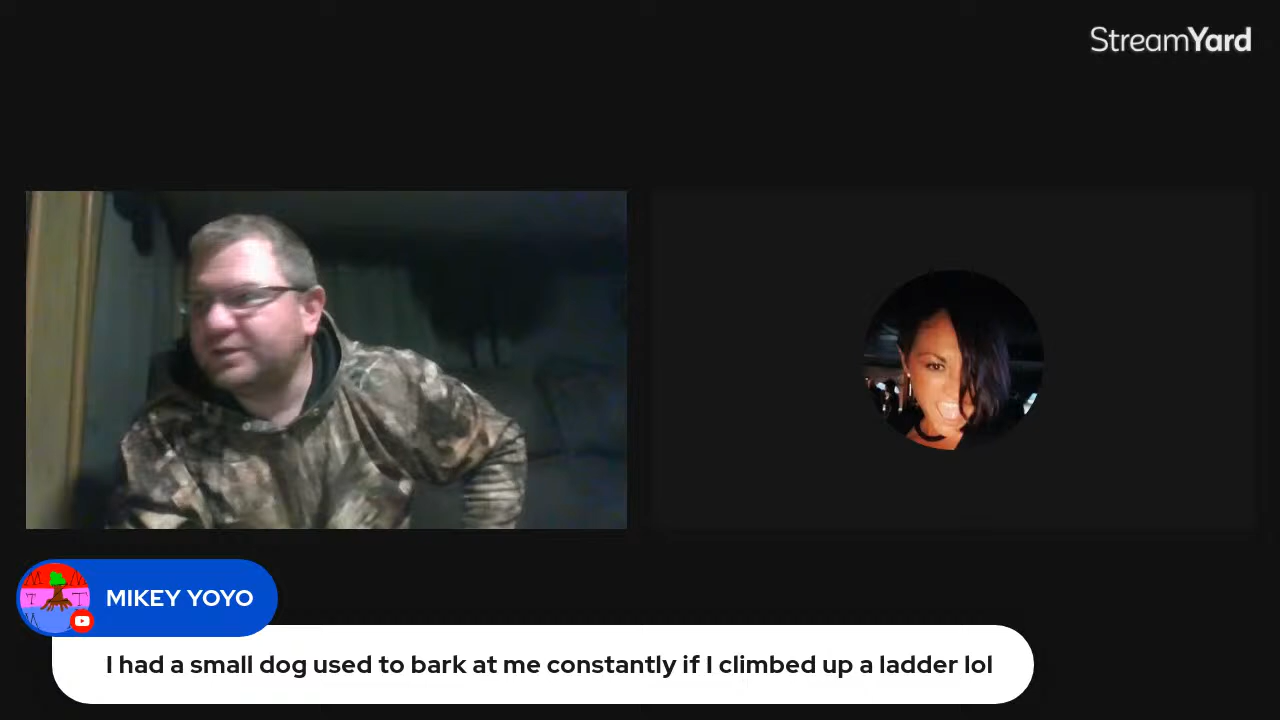 StreamYard
MIKEY YOYO
I had a small dog used to bark at me constantly if I climbed up a ladder lol